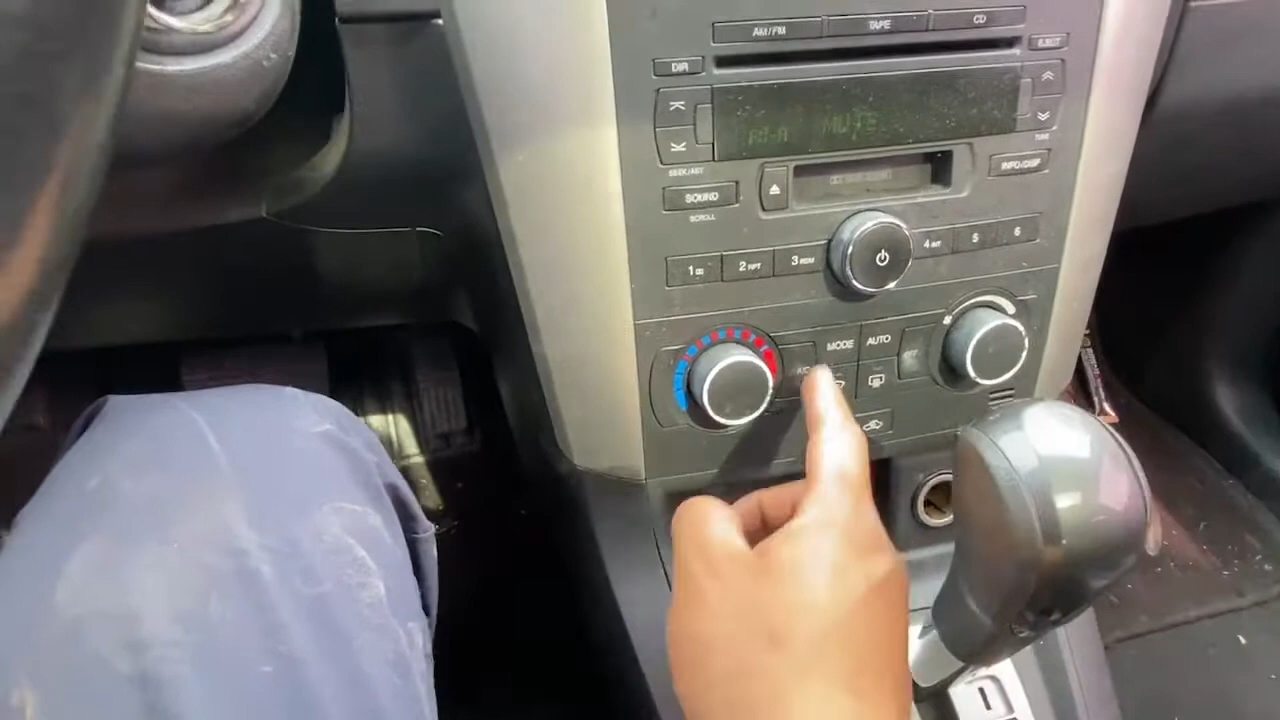 AM/FM TAPE CD
DIR EJECT
MUTE
TUNE
SEEK/AST
INFO/DISP
SOUND
SCROLL
1 2 RPT 3 RDM 4 INT 5 6
MODE AUTO
A/C OFF